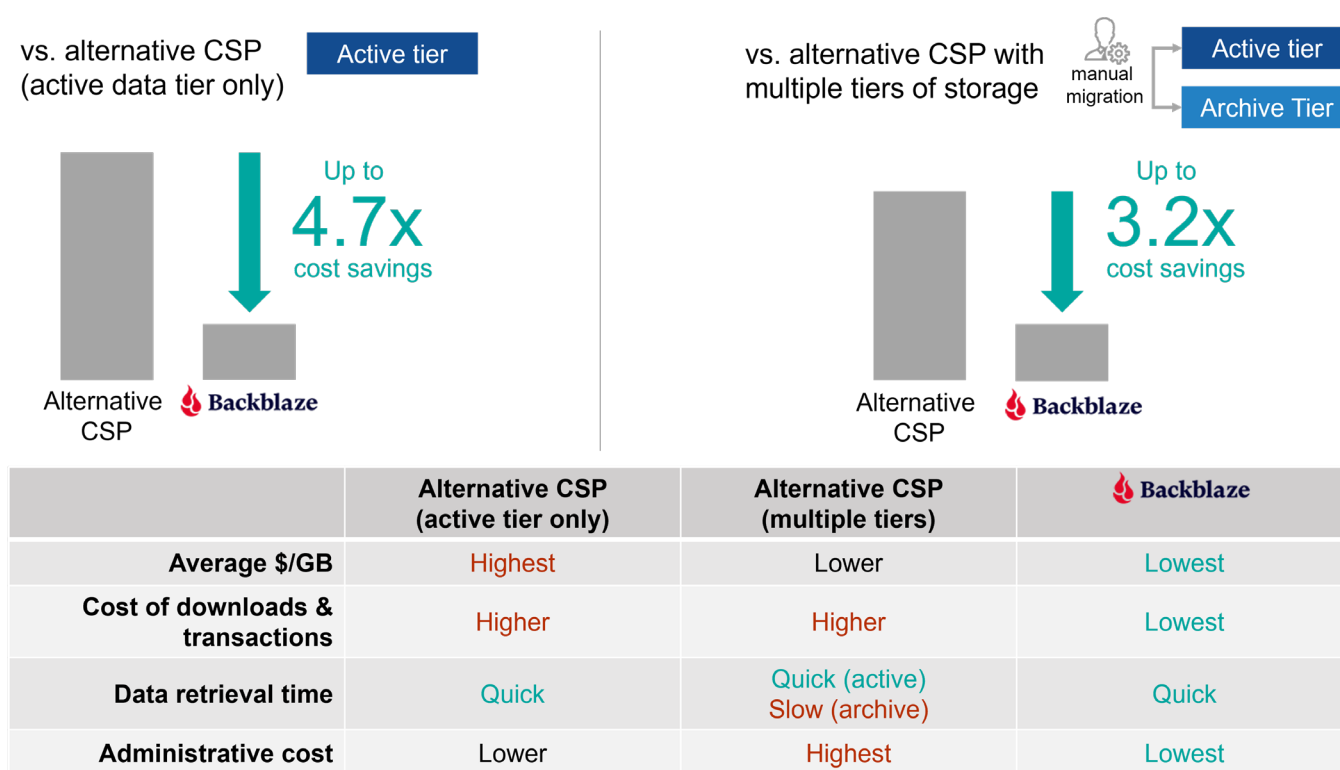 vs. alternative CSP
(active data tier only)
Active tier
Up to
4.7x
cost savings
Alternative
CSP
Backblaze
vs. alternative CSP with
multiple tiers of storage
manual
migration
Active tier
Archive Tier
Up to
3.2x
cost savings
Alternative
CSP
Backblaze
Alternative CSP
(active tier only)
Alternative CSP
(multiple tiers)
Backblaze
Average $/GB
Highest
Lower
Lowest
Cost of downloads &
transactions
Higher
Higher
Lowest
Data retrieval time
Quick
Quick (active)
Slow (archive)
Quick
Administrative cost
Lower
Highest
Lowest